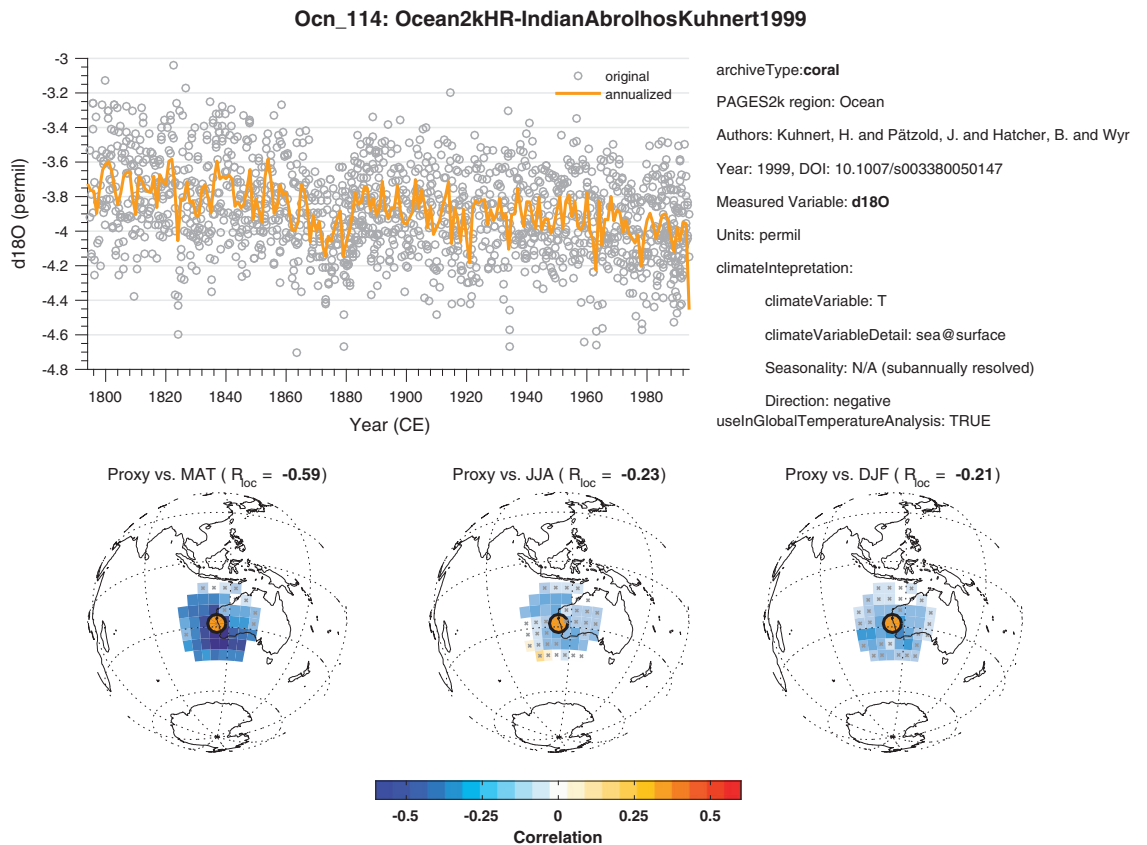 Ocn_114: Ocean2kHR-IndianAbrolhosKuhnert1999
-3
-3.2
-3.4
-3.6
-3.8
-4
-4.2
-4.4
-4.6
-4.8
d18O (permil)
original
annualized
1800 1820 1840 1860 1880 1900 1920 1940 1960 1980
Year (CE)
archiveType:coral
PAGES2k region: Ocean
Authors: Kuhnert, H. and Pätzold, J. and Hatcher, B. and Wyr
Year: 1999, DOI: 10.1007/s003380050147
Measured Variable: d18O
Units: permil
climateIntepretation:
climateVariable: T
climateVariableDetail: sea@surface
Seasonality: N/A (subannually resolved)
Direction: negative
useInGlobalTemperatureAnalysis: TRUE
Proxy vs. MAT ( Rloc = -0.59)
Proxy vs. JJA ( Rloc = -0.23)
Proxy vs. DJF ( Rloc = -0.21)
-0.5 -0.25 0 0.25 0.5
Correlation